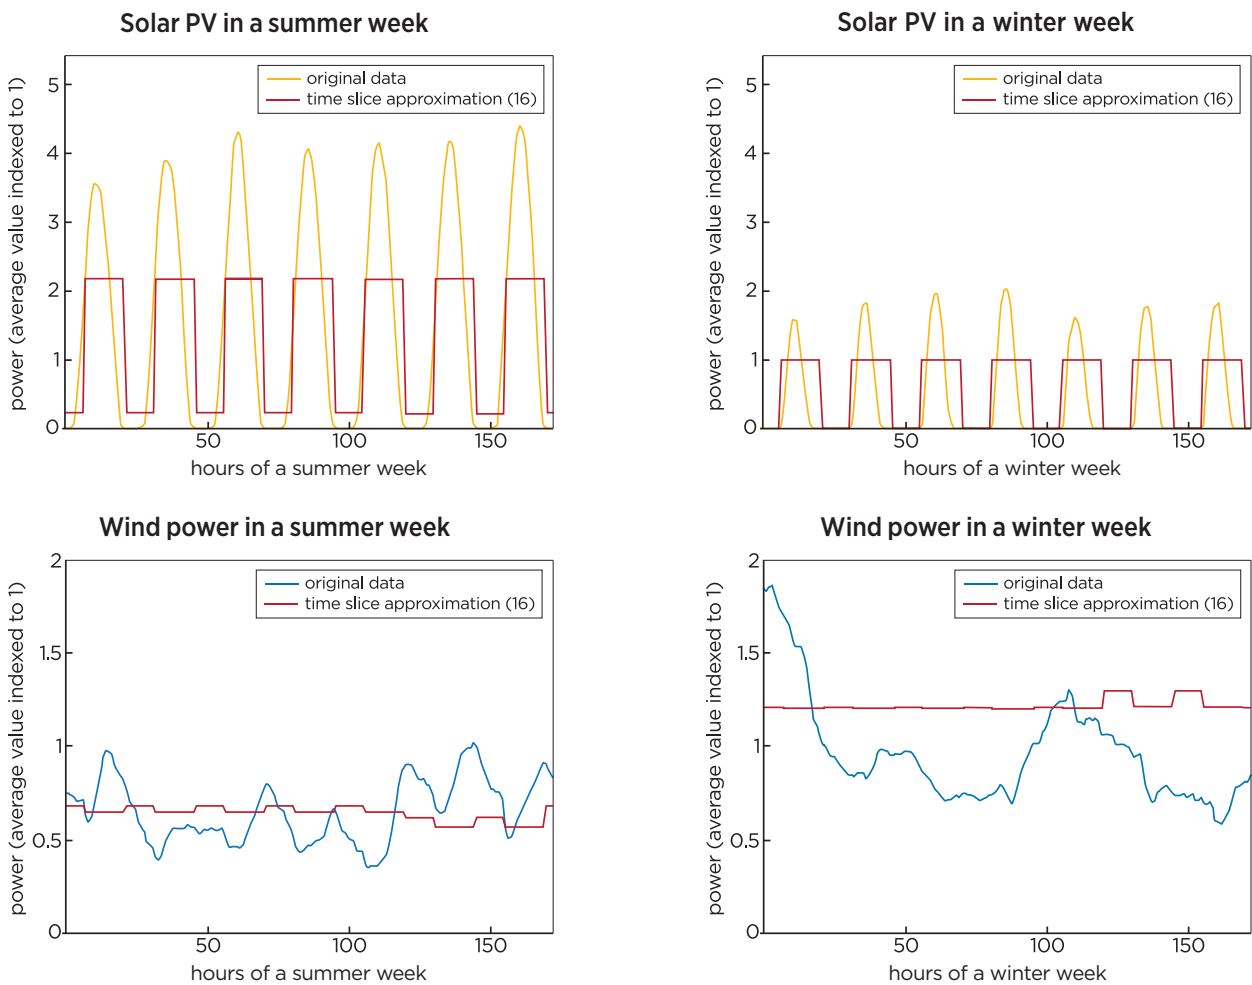 Solar PV in a summer week
power (average value indexed to 1)
5
4
3
2
1
0
original data
time slice approximation (16)
50
100
150
hours of a summer week
Solar PV in a winter week
power (average value indexed to 1)
5
4
3
2
1
0
original data
time slice approximation (16)
50
100
150
hours of a winter week
Wind power in a summer week
power (average value indexed to 1)
2
1.5
1
0.5
0
original data
time slice approximation (16)
50
100
150
hours of a summer week
Wind power in a winter week
power (average value indexed to 1)
2
1.5
1
0.5
0
original data
time slice approximation (16)
50
100
150
hours of a winter week